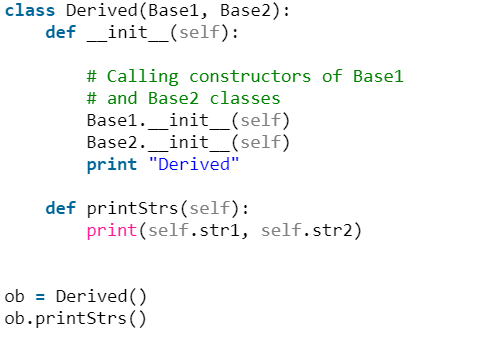 class Derived(Base1, Base2):
    def __init__(self):
        # Calling constructors of Base1
        # and Base2 classes
        Base1.__init__(self)
        Base2.__init__(self)
        print "Derived"
    def printStrs(self):
        print(self.str1, self.str2)
ob = Derived()
ob.printStrs()